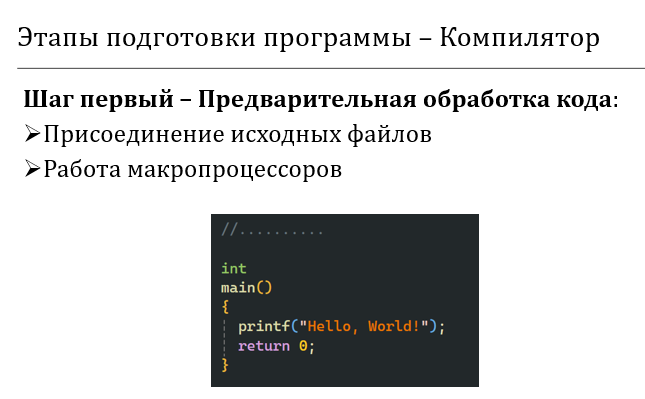 Этапы подготовки программы – Компилятор
Шаг первый – Предварительная обработка кода:
➢Присоединение исходных файлов
➢Работа макропроцессоров
//..........
int
main()
{
printf("Hello, World!");
return 0;
}